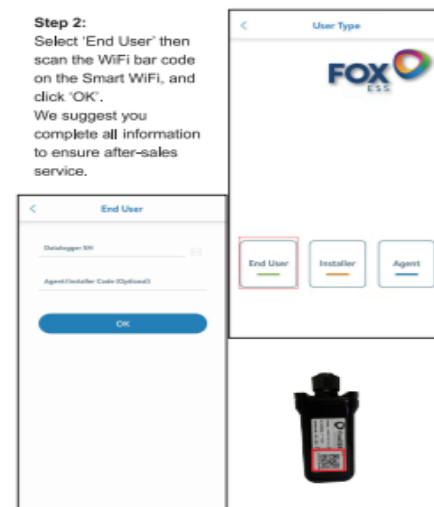 Step 2:
Select 'End User' then
scan the WiFi bar code
on the Smart WiFi, and
click 'OK'.
We suggest you
complete all information
to ensure after-sales
service.
User Type
FOX
ESS
End User
Installer
Agent
End User
Datalogger SN
Agent/Installer Code (Optional)
OK